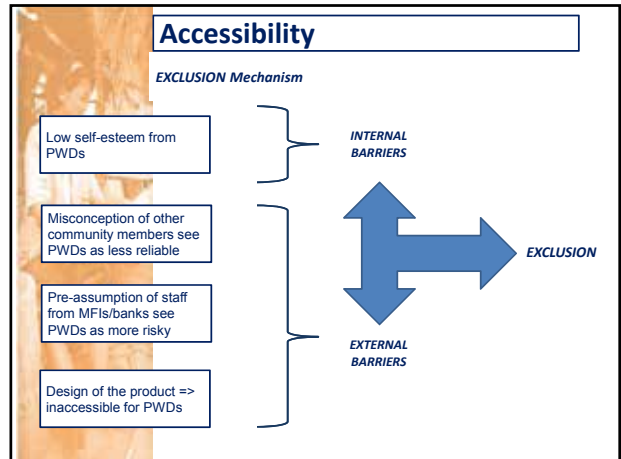 Accessibility
EXCLUSION Mechanism
Low self-esteem from
PWDs
INTERNAL
BARRIERS
Misconception of other
community members see
PWDs as less reliable
Pre-assumption of staff
from MFIs/banks see
PWDs as more risky
Design of the product =>
inaccessible for PWDs
EXTERNAL
BARRIERS
EXCLUSION